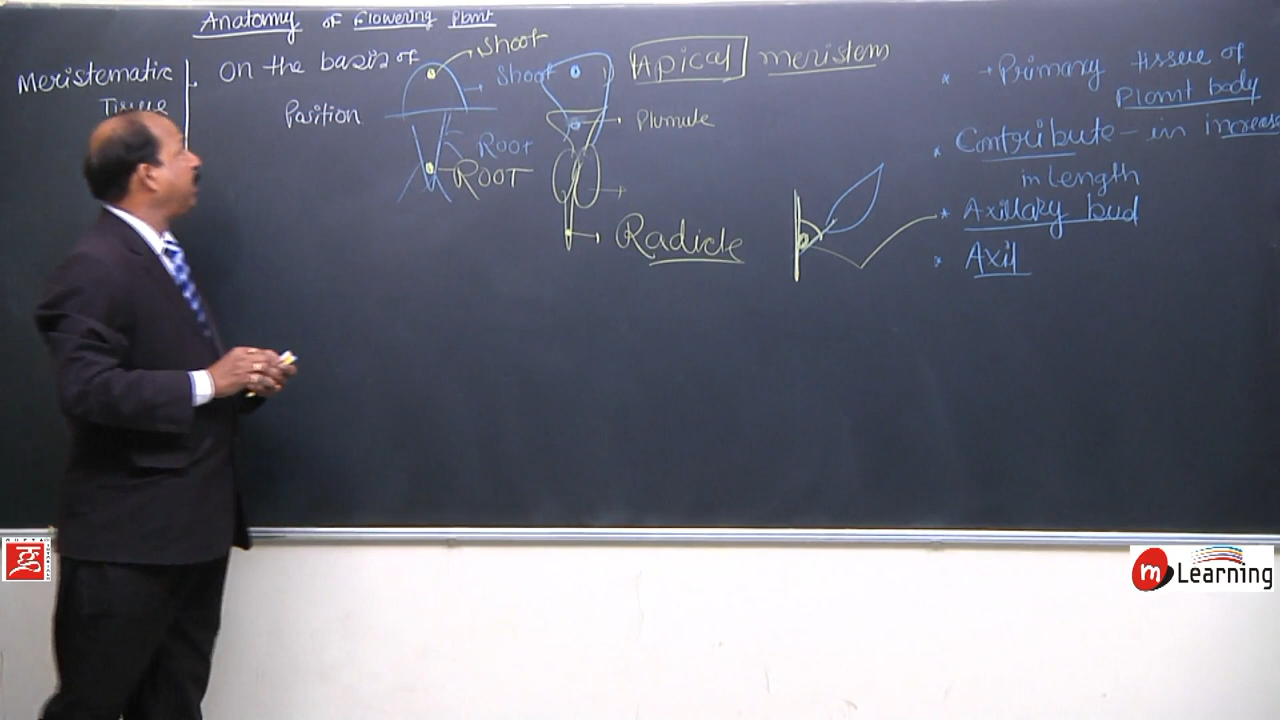 Anatomy of Flowering Plant
Meristematic
Tissue
on the basis of
Position
Shoot
Shoot
Root
ROOT
Apical meristem
Plumule
Radicle
* → Primary tissue of
Plant body
* Contribute - in increase
in length
* Axillary bud
* Axil
m Learning